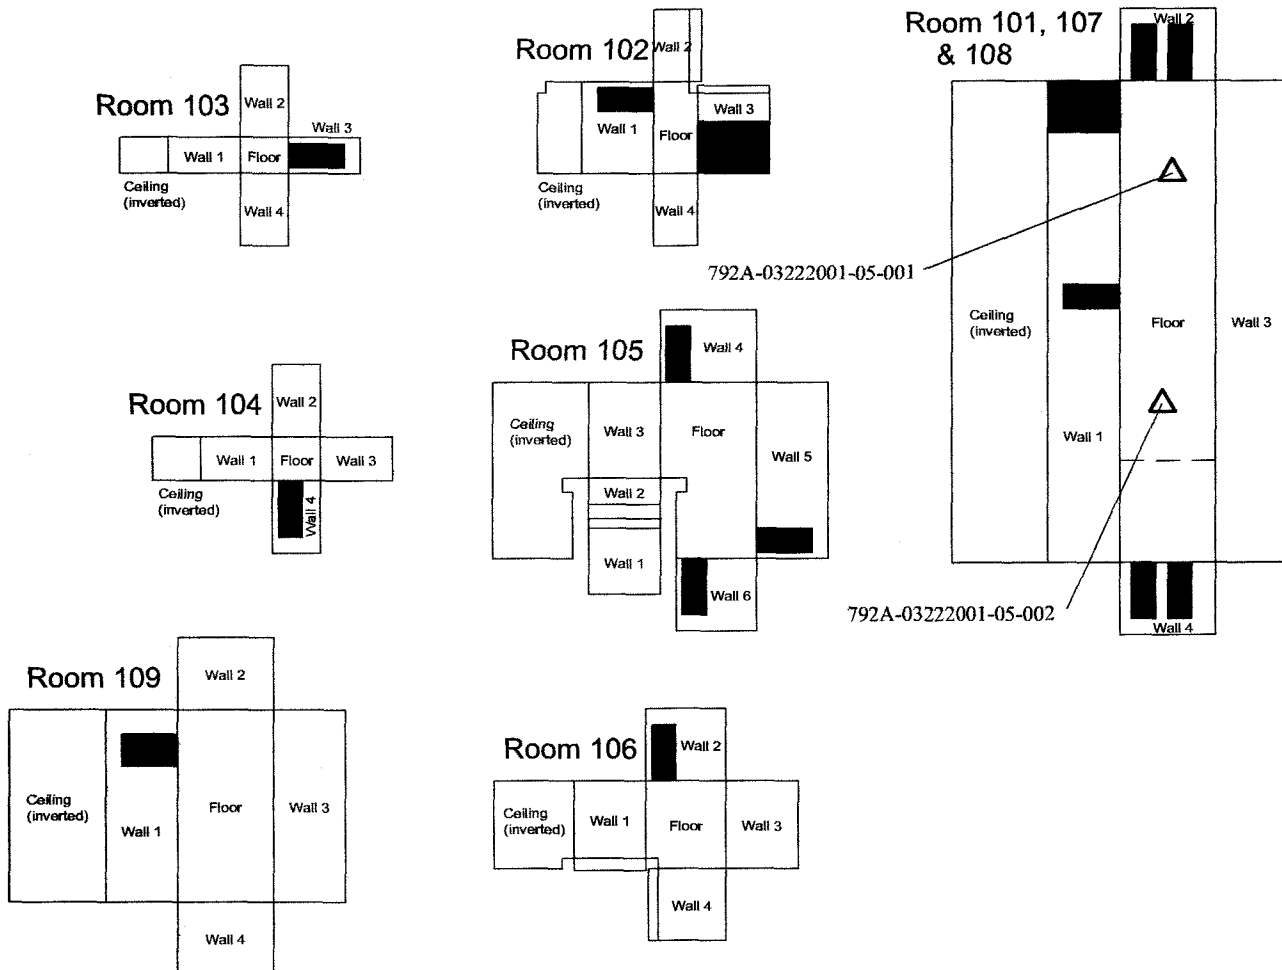 Room 103
Wall 2
Wall 3
Wall 1
Floor
Ceiling
(inverted)
Wall 4
Room 102
Wall 2
Wall 3
Wall 1
Floor
Ceiling
(inverted)
Wall 4
Room 101, 107
& 108
Wall 2
792A-03222001-05-001
Ceiling
(inverted)
Floor
Wall 3
Wall 1
792A-03222001-05-002
Wall 4
Room 104
Wall 2
Wall 1
Floor
Wall 3
Ceiling
(inverted)
Wall 4
Room 105
Wall 4
Ceiling
(inverted)
Wall 3
Floor
Wall 5
Wall 2
Wall 1
Wall 6
Room 109
Wall 2
Ceiling
(inverted)
Wall 1
Floor
Wall 3
Wall 4
Room 106
Wall 2
Ceiling
(inverted)
Wall 1
Floor
Wall 3
Wall 4